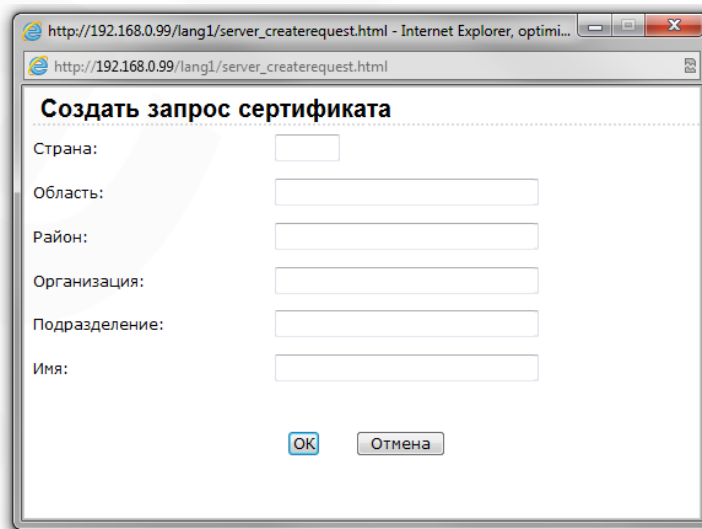 http://192.168.0.99/lang1/server_createrequest.html - Internet Explorer, optimi...
http://192.168.0.99/lang1/server_createrequest.html
Создать запрос сертификата
Страна:
Область:
Район:
Организация:
Подразделение:
Имя:
OK Отмена